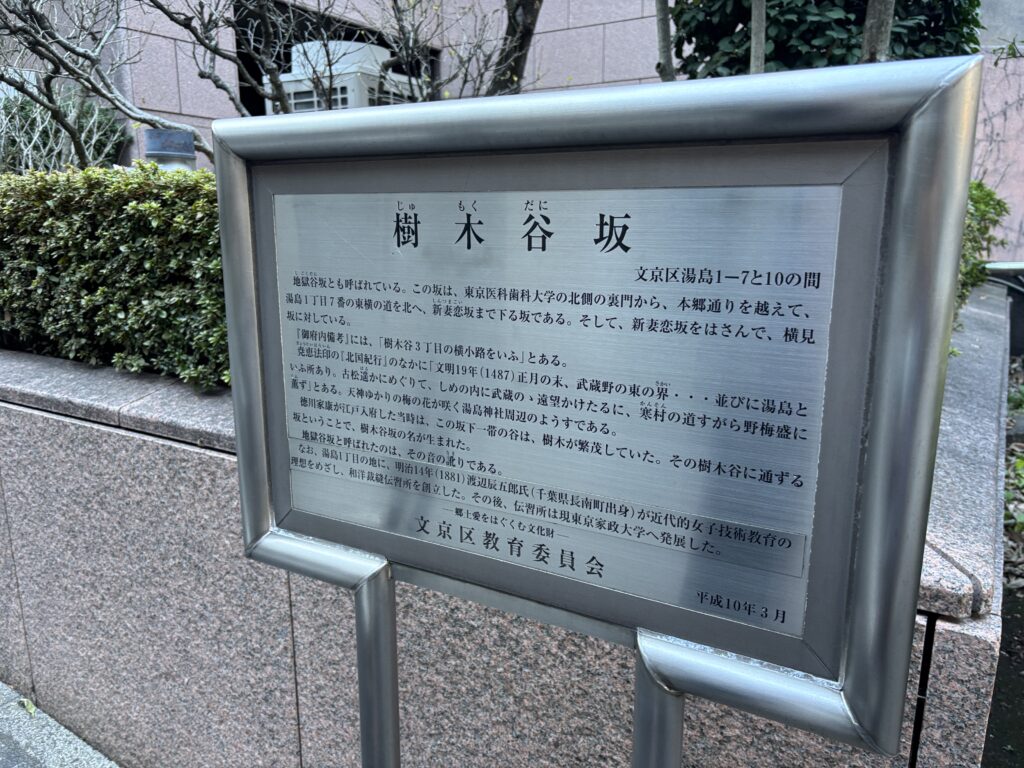 じゅ もく だに
樹木谷坂
文京区湯島1ー7と10の間
じごくだに
地獄谷坂とも呼ばれている。この坂は、東京医科歯科大学の北側の裏門から、本郷通りを越えて、
湯島1丁目7番の東横の道を北へ、新妻恋坂まで下る坂である。そして、新妻恋坂をはさんで、横見
坂に対している。
『御府内備考』には、「樹木谷3丁目の横小路をいふ」とある。
尭恵法印の『北国紀行』のなかに「文明19年(1487)正月の末、武蔵野の東の界・・・並びに湯島と
いふ所あり。古松遥かにめぐりて、しめの内に武蔵のゝ遠望かけたるに、寒村の道すがら野梅盛に
薫ず」とある。天神ゆかりの梅の花が咲く湯島神社周辺のようすである。
徳川家康が江戸入府した当時は、この坂下一帯の谷は、樹木が繁茂していた。その樹木谷に通ずる
坂ということで、樹木谷坂の名が生まれた。
地獄谷坂と呼ばれたのは、その音の訛りである。
なお、湯島1丁目の地に、明治14年(1881)渡辺辰五郎氏(千葉県長南町出身)が近代的女子技術教育の
理想をめざし、和洋裁縫伝習所を創立した。その後、伝習所は現東京家政大学へ発展した。
―郷土愛をはぐくむ文化財―
文京区教育委員会
平成10年3月